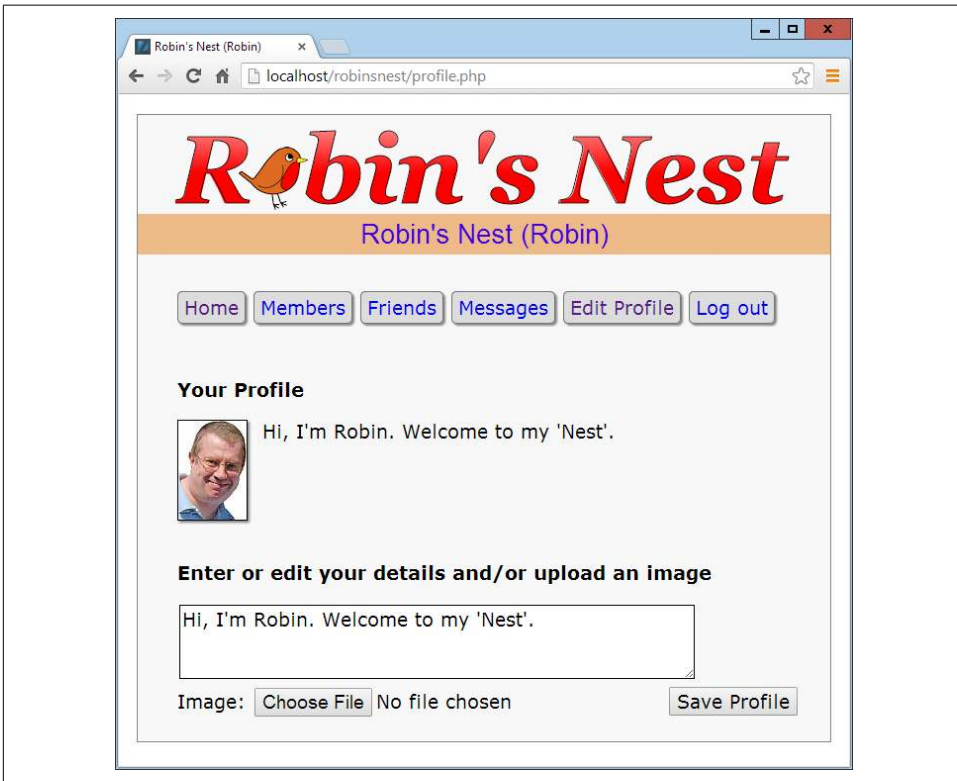 Robin's Nest (Robin)
localhost/robinsnest/profile.php
Robin's Nest
Robin's Nest (Robin)
Home Members Friends Messages Edit Profile Log out
Your Profile
Hi, I'm Robin. Welcome to my 'Nest'.
Enter or edit your details and/or upload an image
Hi, I'm Robin. Welcome to my 'Nest'.
Image: Choose File No file chosen Save Profile